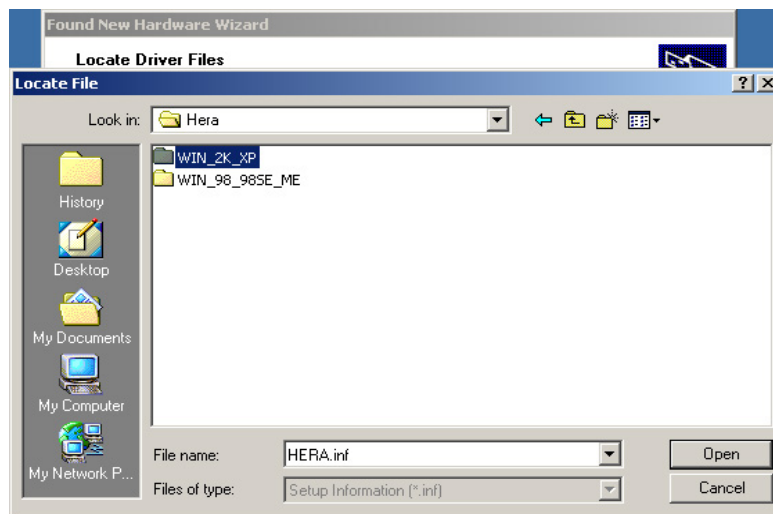 Found New Hardware Wizard
Locate Driver Files
Locate File
Look in:
Hera
WIN_2K_XP
WIN_98_98SE_ME
History
Desktop
My Documents
My Computer
My Network P...
File name:
HERA.inf
Open
Files of type:
Setup Information (*.inf)
Cancel